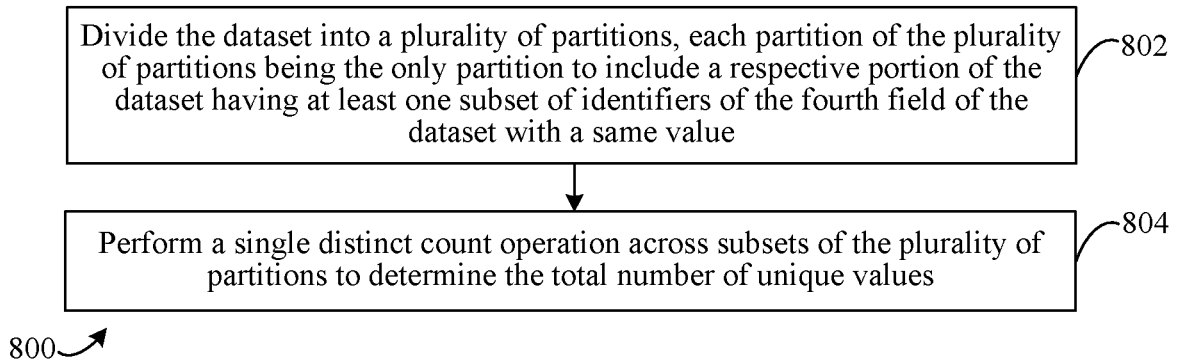 Divide the dataset into a plurality of partitions, each partition of the plurality
of partitions being the only partition to include a respective portion of the
dataset having at least one subset of identifiers of the fourth field of the
dataset with a same value
802
Perform a single distinct count operation across subsets of the plurality of
partitions to determine the total number of unique values
804
800